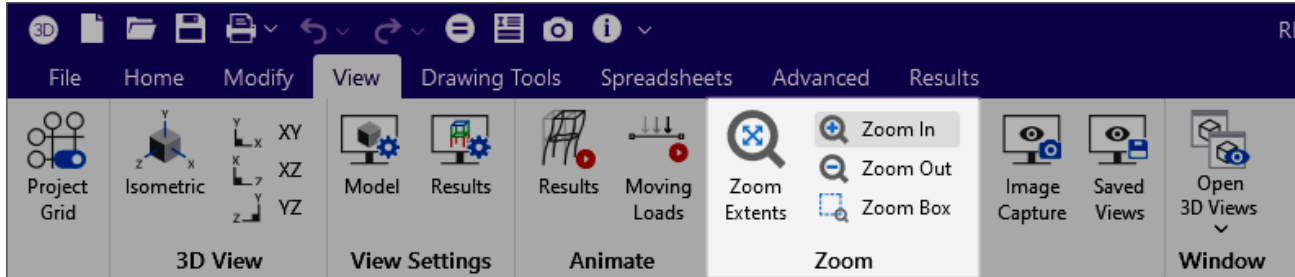 3D
RI
File Home Modify View Drawing Tools Spreadsheets Advanced Results
Project
Grid
Y
Z X
Isometric
Y X XY
X Z XZ
Y Z YZ
3D View
Model
Results
View Settings
Results
Moving
Loads
Animate
Zoom
Extents
Zoom In
Zoom Out
Zoom Box
Zoom
Image
Capture
Saved
Views
Open
3D Views
Window